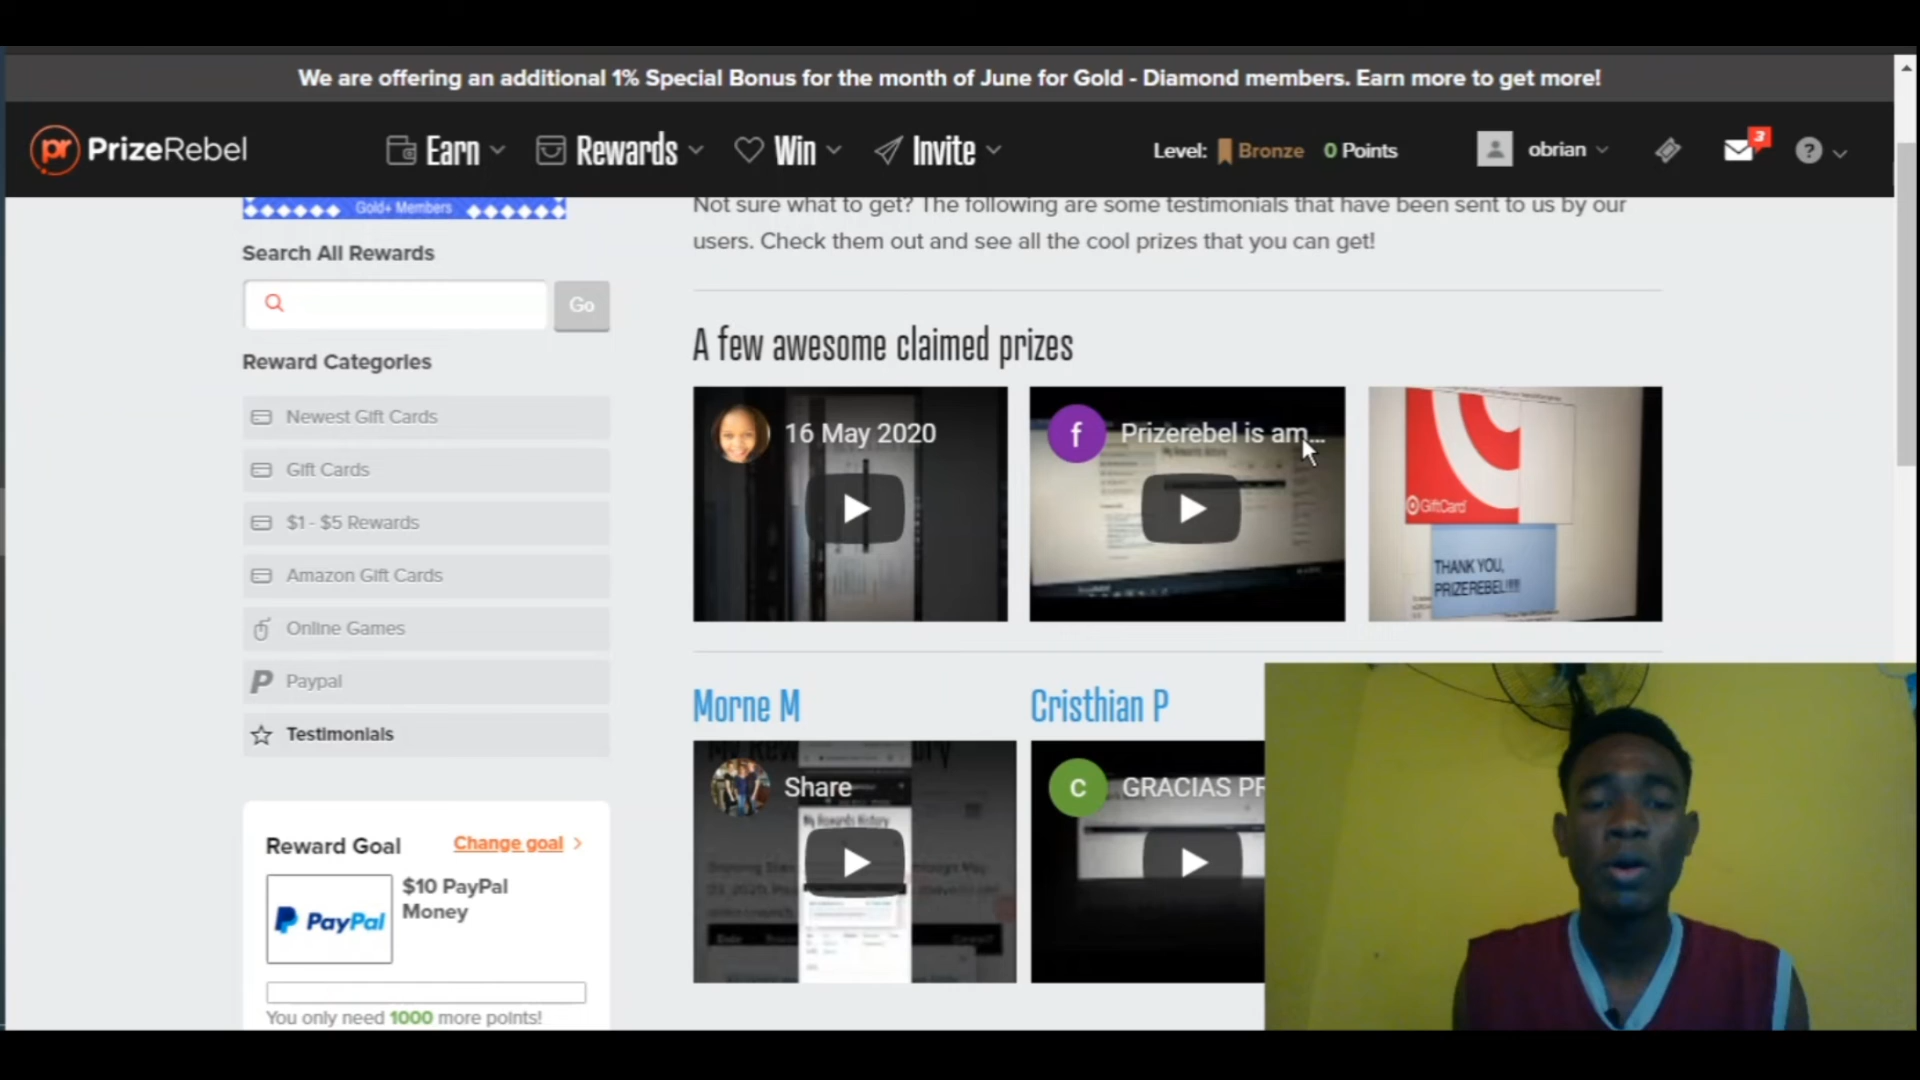 We are offering an additional 1% Special Bonus for the month of June for Gold - Diamond members. Earn more to get more!
pr PrizeRebel
Earn
Rewards
Win
Invite
Level: Bronze 0 Points
obrian
3
?
Gold+ Members
Not sure what to get? The following are some testimonials that have been sent to us by our
users. Check them out and see all the cool prizes that you can get!
Search All Rewards
Go
Reward Categories
Newest Gift Cards
Gift Cards
$1 - $5 Rewards
Amazon Gift Cards
Online Games
Paypal
Testimonials
Reward Goal
Change goal
PayPal
$10 PayPal
Money
You only need 1000 more points!
A few awesome claimed prizes
16 May 2020
f Prizerebel is am...
GiftCard
THANK YOU,
PRIZEREBEL!!!!
Morne M
Share
My Rewards History
Cristhian P
C GRACIAS PR